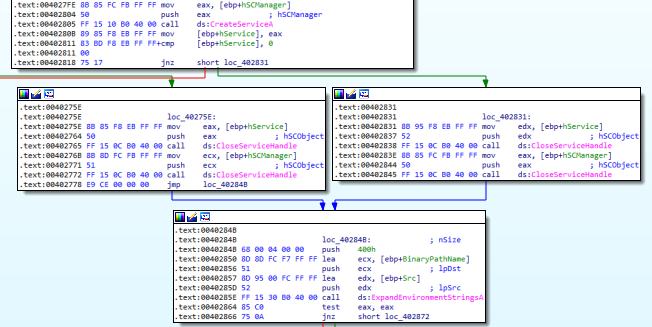 .text:004027FE 8B 85 FC FB FF FF mov eax, [ebp+hSCManager]
.text:00402804 50 push eax ; hSCManager
.text:00402805 FF 15 10 B0 40 00 call ds:CreateServiceA
.text:0040280B 89 85 F8 EB FF FF mov [ebp+hService], eax
.text:00402811 83 BD F8 EB FF FF+cmp [ebp+hService], 0
.text:00402811 00
.text:00402818 75 17 jnz short loc_402831
.text:0040275E
.text:0040275E loc_40275E:
.text:0040275E 8B 85 F8 EB FF FF mov eax, [ebp+hService]
.text:00402764 50 push eax ; hSCObject
.text:00402765 FF 15 0C B0 40 00 call ds:CloseServiceHandle
.text:0040276B 8B 8D FC FB FF FF mov ecx, [ebp+hSCManager]
.text:00402771 51 push ecx ; hSCObject
.text:00402772 FF 15 0C B0 40 00 call ds:CloseServiceHandle
.text:00402778 E9 CE 00 00 00 jmp loc_40284B
.text:00402831
.text:00402831 loc_402831:
.text:00402831 8B 95 F8 EB FF FF mov edx, [ebp+hService]
.text:00402837 52 push edx ; hSCObject
.text:00402838 FF 15 0C B0 40 00 call ds:CloseServiceHandle
.text:0040283E 8B 85 FC FB FF FF mov eax, [ebp+hSCManager]
.text:00402844 50 push eax ; hSCObject
.text:00402845 FF 15 0C B0 40 00 call ds:CloseServiceHandle
.text:0040284B
.text:0040284B loc_40284B: ; nSize
.text:0040284B 68 00 04 00 00 push 400h
.text:00402850 8D 8D FC F7 FF FF lea ecx, [ebp+BinaryPathName]
.text:00402856 51 push ecx ; lpDst
.text:00402857 8D 95 00 FC FF FF lea edx, [ebp+Src]
.text:0040285D 52 push edx ; lpSrc
.text:0040285E FF 15 30 B0 40 00 call ds:ExpandEnvironmentStringsA
.text:00402864 85 C0 test eax, eax
.text:00402866 75 0A jnz short loc_402872